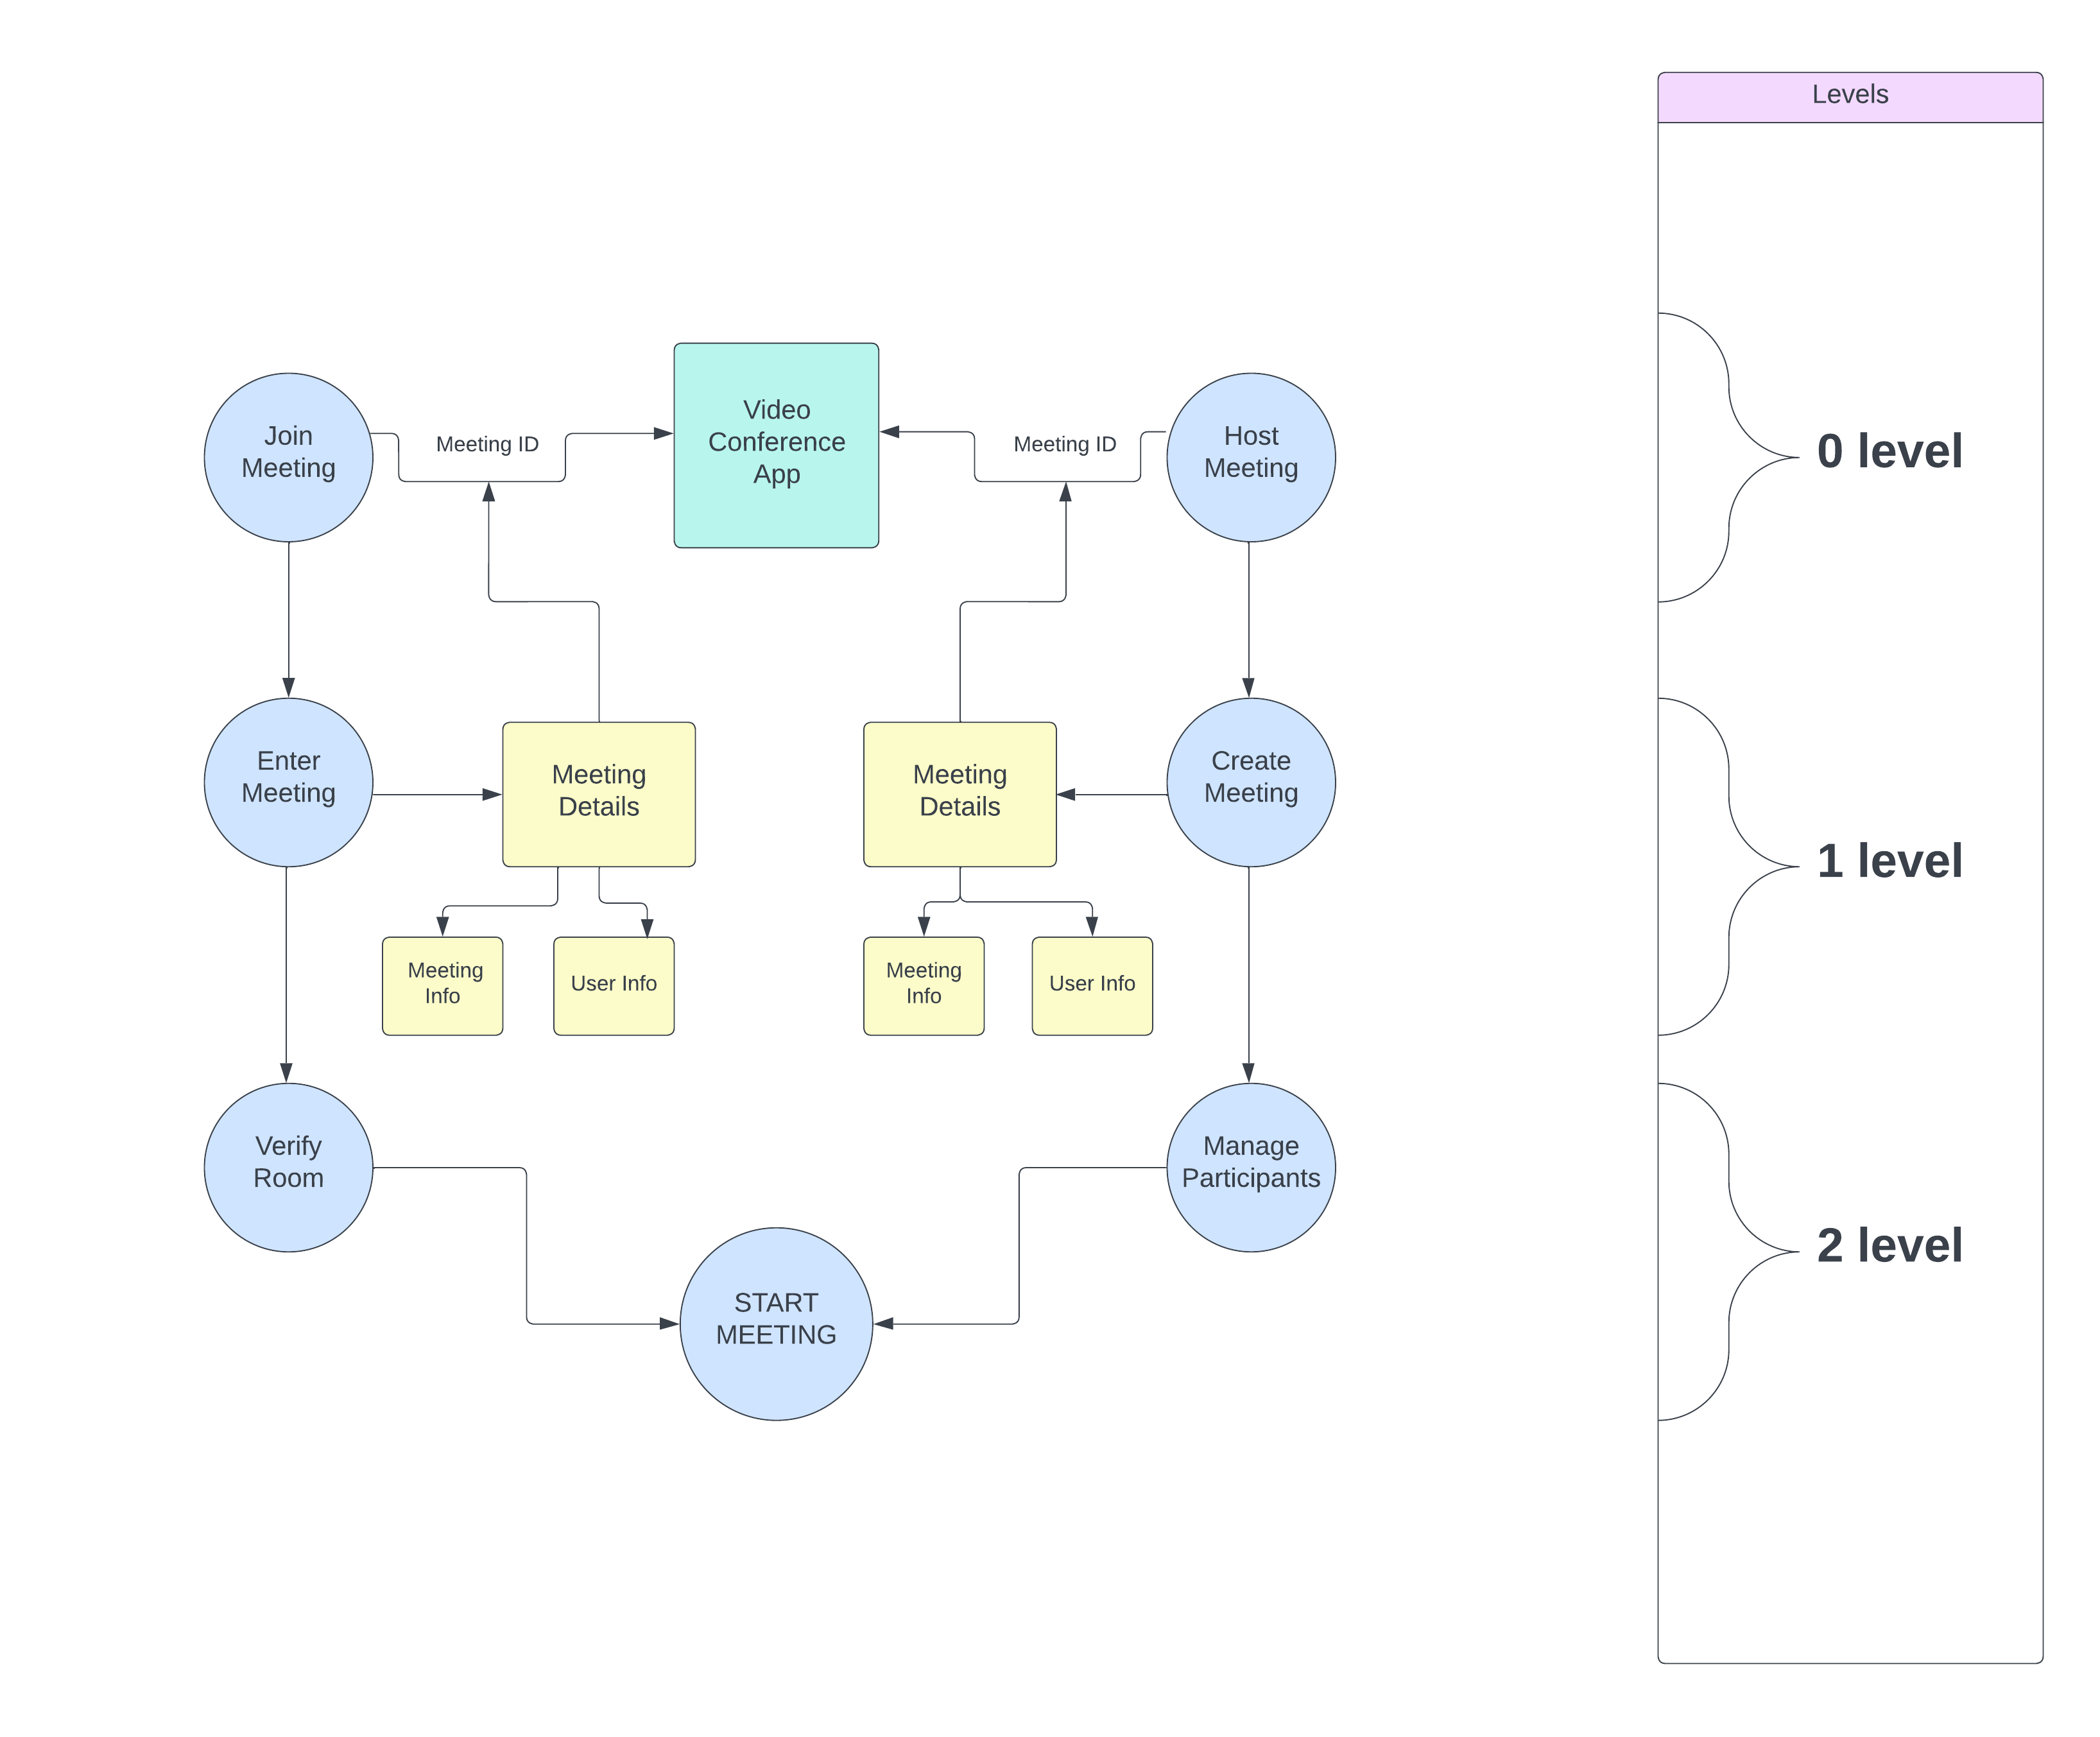 Levels
Video
Conference
App
Join
Meeting
Meeting ID
Meeting ID
Host
Meeting
0 level
Enter
Meeting
Meeting
Details
Meeting
Details
Create
Meeting
1 level
Meeting
Info
User Info
Meeting
Info
User Info
Verify
Room
Manage
Participants
2 level
START
MEETING